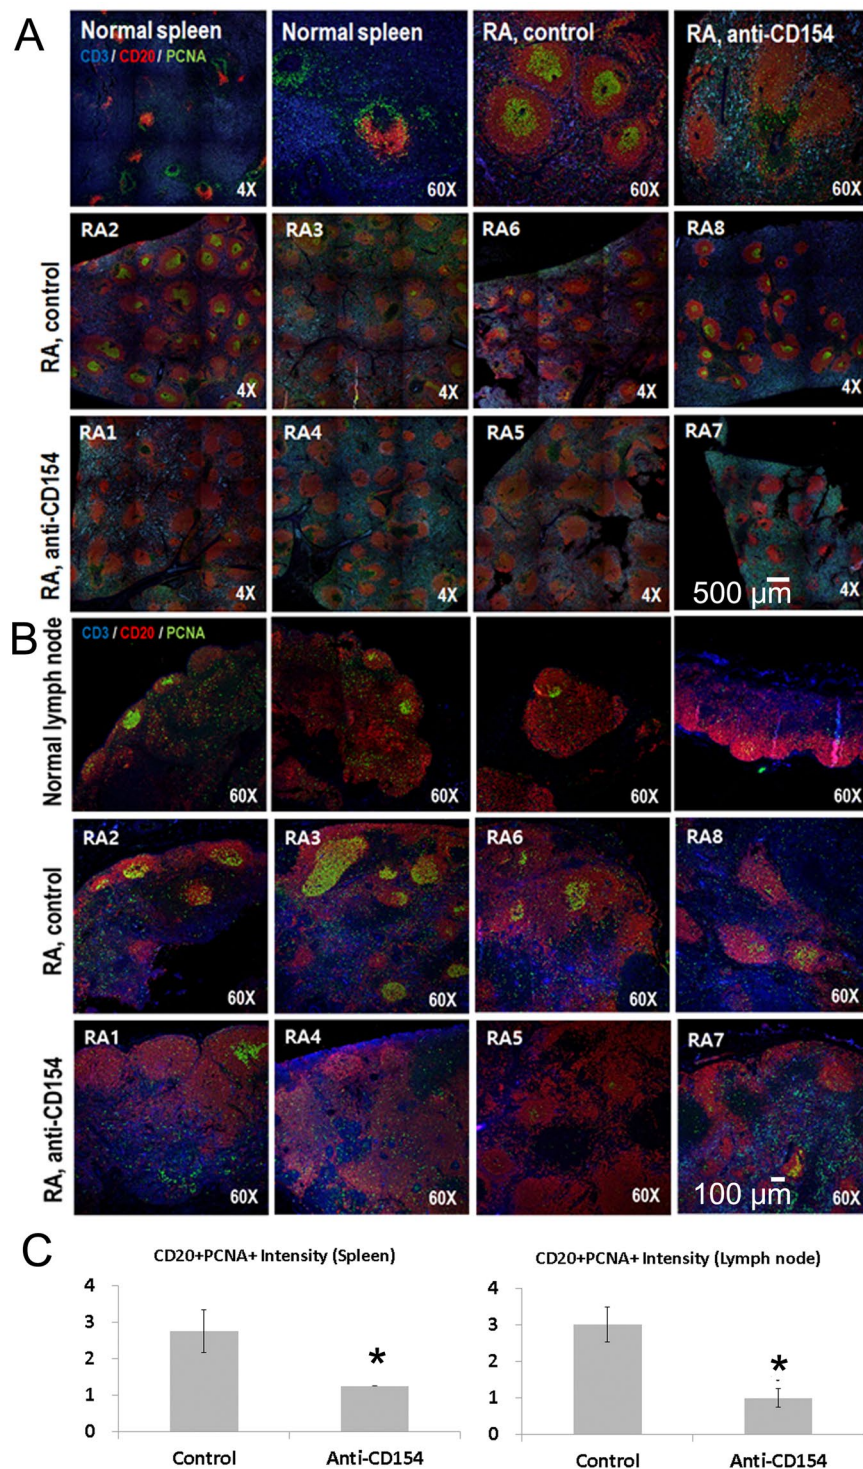 A
Normal spleen
CD3 / CD20 / PCNA
4X
Normal spleen
60X
RA, control
60X
RA, anti-CD154
60X
RA, control
RA2
4X
RA3
4X
RA6
4X
RA8
4X
RA, anti-CD154
RA1
4X
RA4
4X
RA5
4X
RA7
500 µm
4X
B
Normal lymph node
CD3 / CD20 / PCNA
60X
60X
60X
60X
RA, control
RA2
60X
RA3
60X
RA6
60X
RA8
60X
RA, anti-CD154
RA1
60X
RA4
60X
RA5
60X
RA7
100 µm
60X
C
CD20+PCNA+ Intensity (Spleen)
4
3
2
1
0
*
Control
Anti-CD154
CD20+PCNA+ Intensity (Lymph node)
4
3
2
1
0
*
Control
Anti-CD154